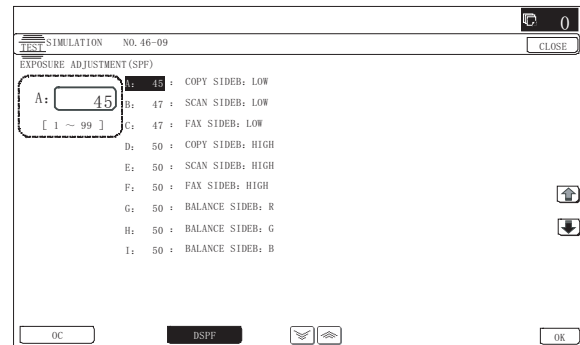 0
TEST SIMULATION NO. 46-09
CLOSE
EXPOSURE ADJUSTMENT(SPF)
A: 45
[ 1 ~ 99 ]
A: 45 : COPY SIDEB: LOW
B: 47 : SCAN SIDEB: LOW
C: 47 : FAX SIDEB: LOW
D: 50 : COPY SIDEB: HIGH
E: 50 : SCAN SIDEB: HIGH
F: 50 : FAX SIDEB: HIGH
G: 50 : BALANCE SIDEB: R
H: 50 : BALANCE SIDEB: G
I: 50 : BALANCE SIDEB: B
OC
DSPF
OK